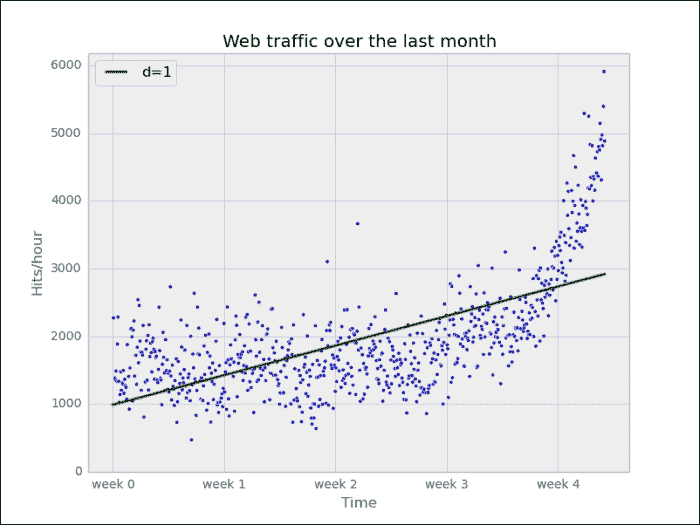 Web traffic over the last month
d=1
6000
5000
4000
3000
2000
1000
0
Hits/hour
week 0 week 1 week 2 week 3 week 4
Time